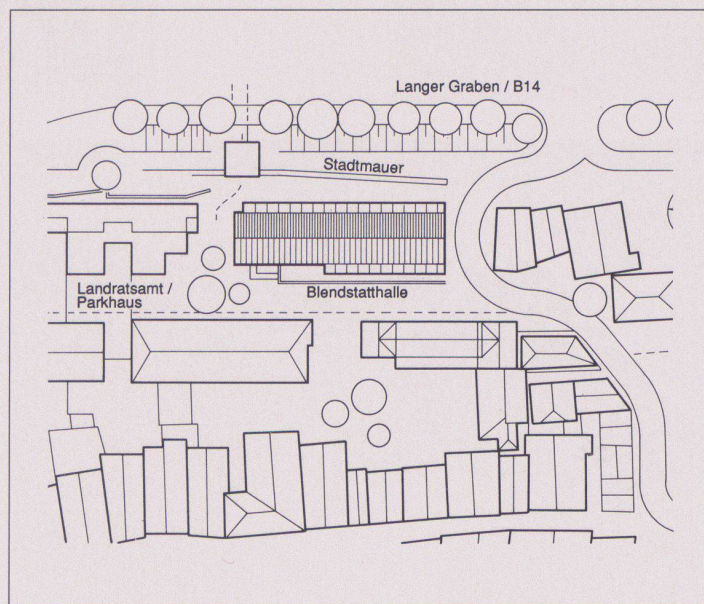 Langer Graben / B14
Stadtmauer
Landratsamt /
Parkhaus
Blendstatthalle